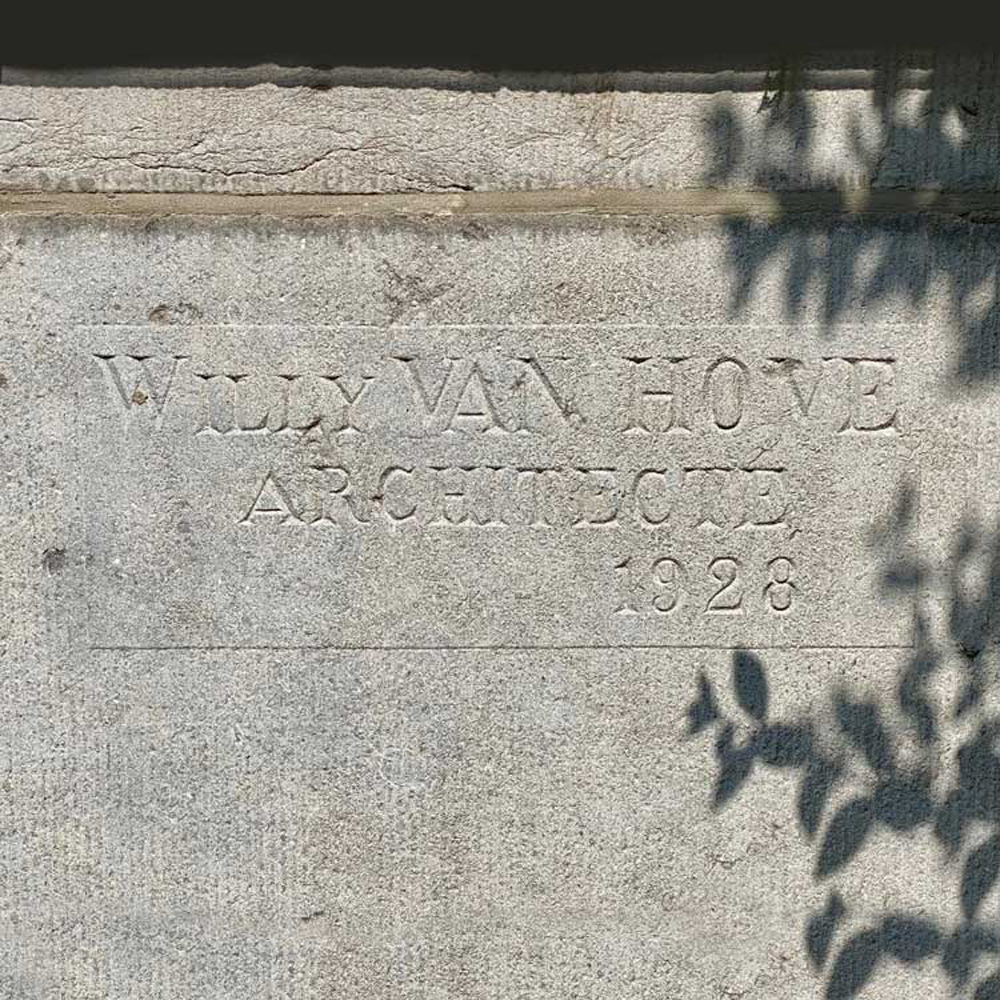 WILLY VAN HOVE
ARCHITECTE
1928